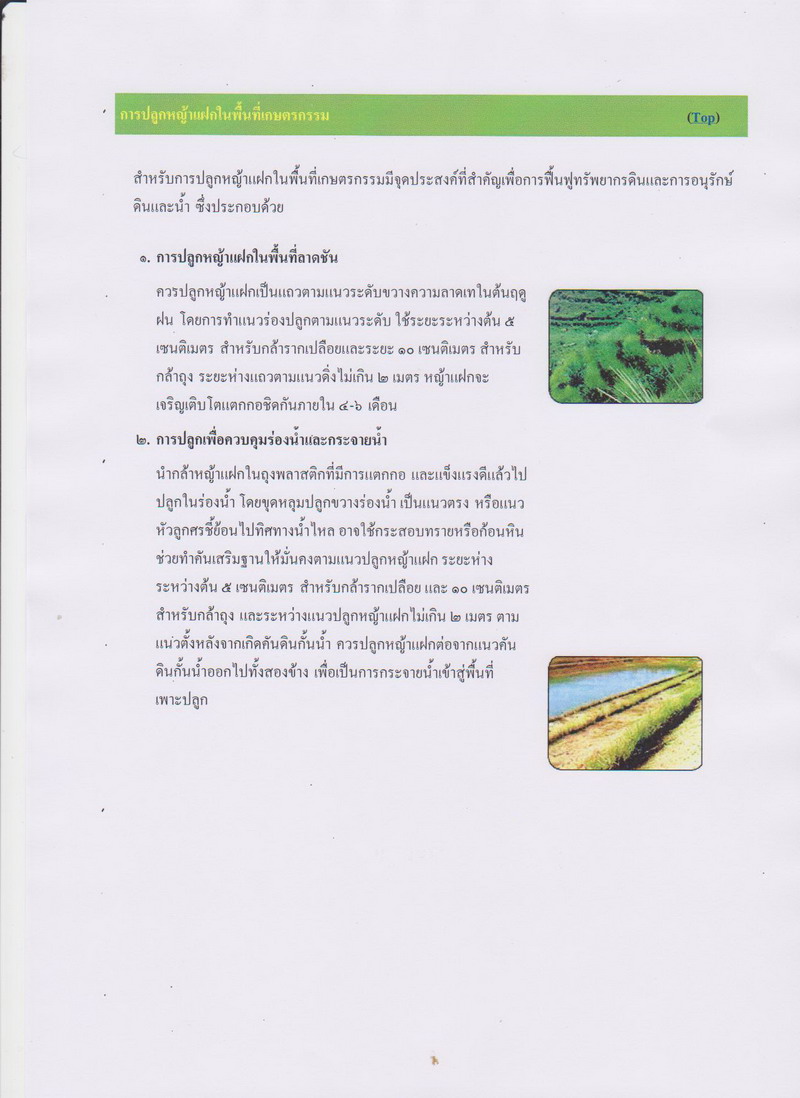 การปลูกหญ้าแฝกในพื้นที่เกษตรกรรม (Top)
สำหรับการปลูกหญ้าแฝกในพื้นที่เกษตรกรรมมีจุดประสงค์ที่สำคัญเพื่อการฟื้นฟูทรัพยากรดินและการอนุรักษ์
ดินและน้ำ ซึ่งประกอบด้วย
๑. การปลูกหญ้าแฝกในพื้นที่ลาดชัน
ควรปลูกหญ้าแฝกเป็นแถวตามแนวระดับขวางความลาดเทในต้นฤดู
ฝน โดยการทำแนวร่องปลูกตามแนวระดับ ใช้ระยะระหว่างต้น ๕
เซนติเมตร สำหรับกล้ารากเปลือยและระยะ ๑๐ เซนติเมตร สำหรับ
กล้าถุง ระยะห่างแถวตามแนวดิ่งไม่เกิน ๒ เมตร หญ้าแฝกจะ
เจริญเติบโตแตกกอชิดกันภายใน ๔-๖ เดือน
๒. การปลูกเพื่อควบคุมร่องน้ำและกระจายน้ำ
นำกล้าหญ้าแฝกในถุงพลาสติกที่มีการแตกกอ และแข็งแรงดีแล้วไป
ปลูกในร่องน้ำ โดยขุดหลุมปลูกขวางร่องน้ำ เป็นแนวตรง หรือแนว
หัวลูกศรชี้ย้อนไปทิศทางน้ำไหล อาจใช้กระสอบทรายหรือก้อนหิน
ช่วยทำคันเสริมฐานให้มั่นคงตามแนวปลูกหญ้าแฝก ระยะห่าง
ระหว่างต้น ๕ เซนติเมตร สำหรับกล้ารากเปลือย และ ๑๐ เซนติเมตร
สำหรับกล้าถุง และระหว่างแนวปลูกหญ้าแฝกไม่เกิน ๒ เมตร ตาม
แนวตั้งหลังจากเกิดคันดินกั้นน้ำ ควรปลูกหญ้าแฝกต่อจากแนวคัน
ดินกั้นน้ำออกไปทั้งสองข้าง เพื่อเป็นการกระจายน้ำเข้าสู่พื้นที่
เพาะปลูก